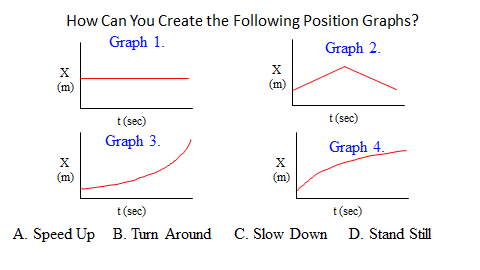 How Can You Create the Following Position Graphs?
Graph 1.
X
(m)
t (sec)
Graph 2.
X
(m)
t (sec)
Graph 3.
X
(m)
t (sec)
Graph 4.
X
(m)
t (sec)
A. Speed Up B. Turn Around C. Slow Down D. Stand Still